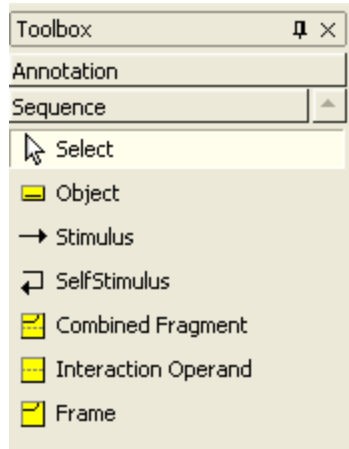 Toolbox
Annotation
Sequence
Select
Object
Stimulus
SelfStimulus
Combined Fragment
Interaction Operand
Frame